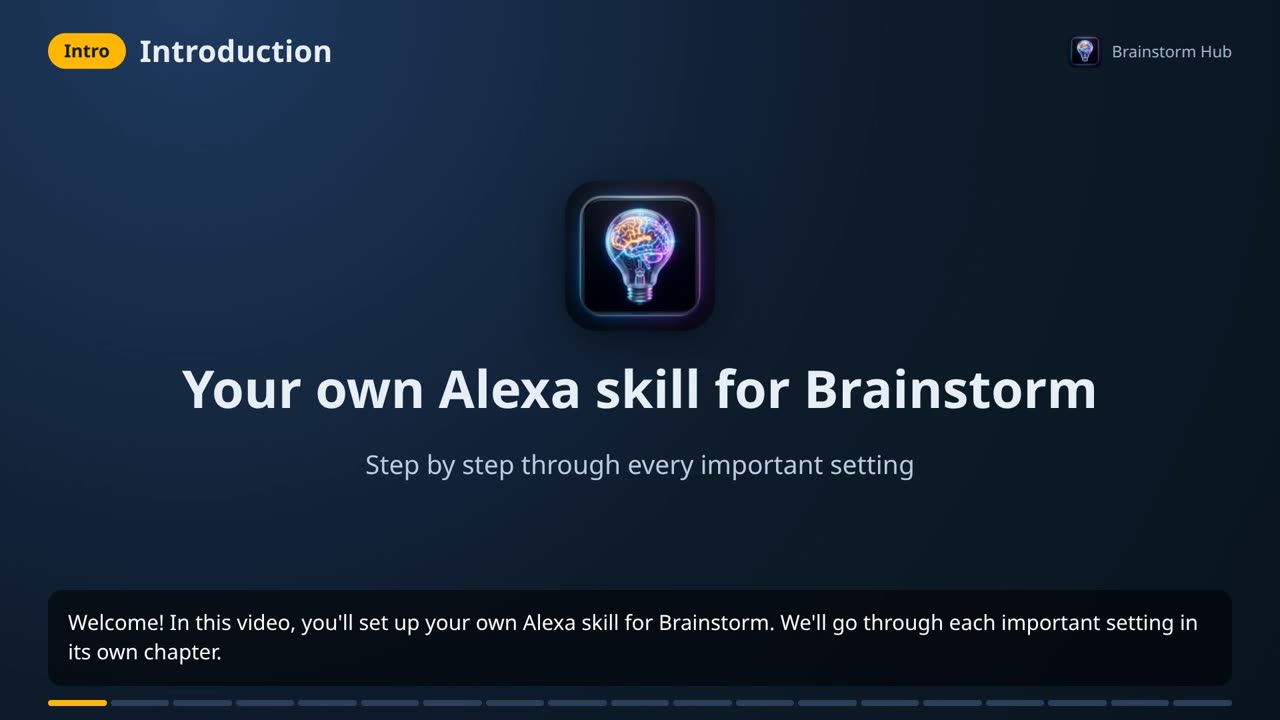 Intro
Introduction
Brainstorm Hub
Your own Alexa skill for Brainstorm
Step by step through every important setting
Welcome! In this video, you'll set up your own Alexa skill for Brainstorm. We'll go through each important setting in
its own chapter.